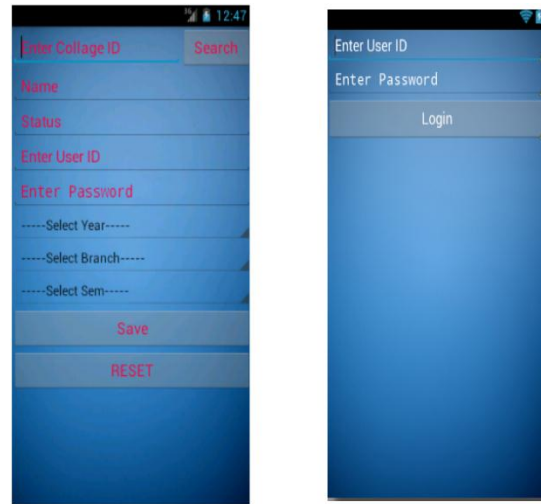 3G 12:47
Enter Collage ID Search
Name
Status
Enter User ID
Enter Password
-----Select Year-----
-----Select Branch-----
-----Select Sem-----
Save
RESET
Enter User ID
Enter Password
Login